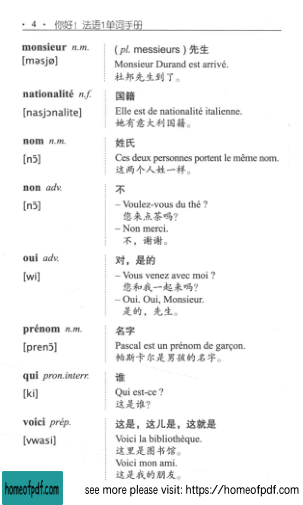 · 4 · 你好！法语1单词手册
monsieur n.m. ( pl. messieurs ) 先生
[məsjø] Monsieur Durand est arrivé.
杜邦先生到了。
nationalité n.f. 国籍
[nasjɔnalite] Elle est de nationalité italienne.
她有意大利国籍。
nom n.m. 姓氏
[nɔ̃] Ces deux personnes portent le même nom.
这两个人姓一样。
non adv. 不
[nɔ̃] – Voulez-vous du thé ?
您来点茶吗？
– Non merci.
不，谢谢。
oui adv. 对，是的
[wi] – Vous venez avec moi ?
您和我一起来吗？
– Oui. Oui, Monsieur.
是的，先生。
prénom n.m. 名字
[prenɔ̃] Pascal est un prénom de garçon.
帕斯卡尔是男孩的名字。
qui pron.interr. 谁
[ki] Qui est-ce ?
这是谁？
voici prép. 这是，这儿是，这就是
[vwasi] Voici la bibliothèque.
这里是图书馆。
Voici mon ami.
这是我的朋友。
homeofpdf.com see more please visit: https://homeofpdf.com